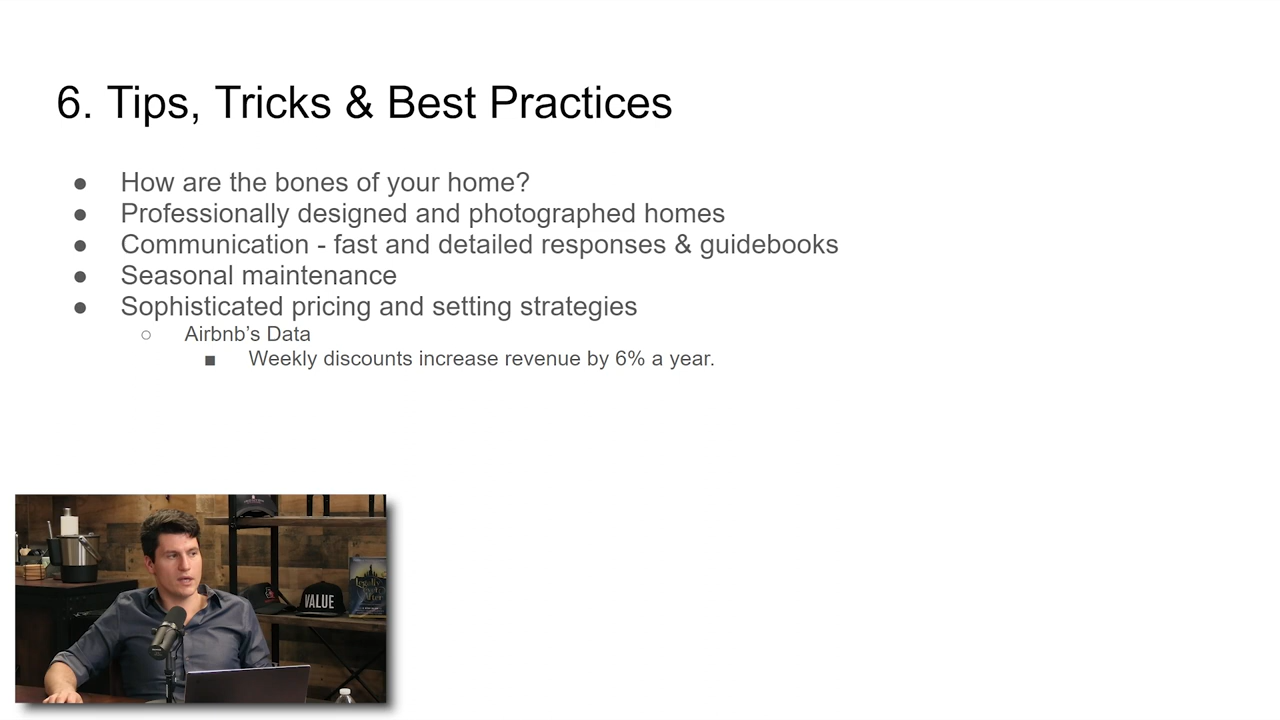 6. Tips, Tricks & Best Practices
● How are the bones of your home?
● Professionally designed and photographed homes
● Communication - fast and detailed responses & guidebooks
● Seasonal maintenance
● Sophisticated pricing and setting strategies
○ Airbnb’s Data
■ Weekly discounts increase revenue by 6% a year.
VALUE